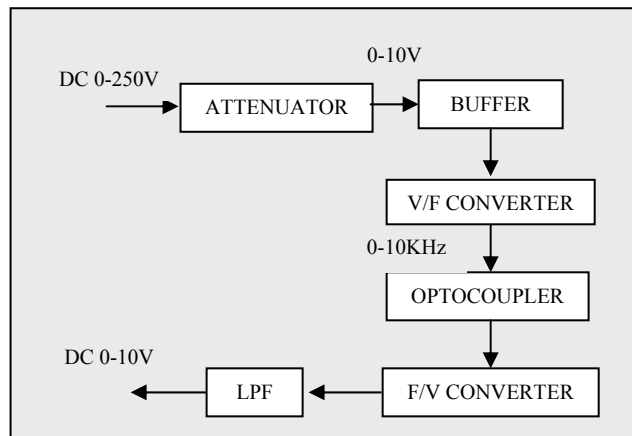 0-10V
DC 0-250V
ATTENUATOR
BUFFER
V/F CONVERTER
0-10KHz
OPTOCOUPLER
DC 0-10V
LPF
F/V CONVERTER